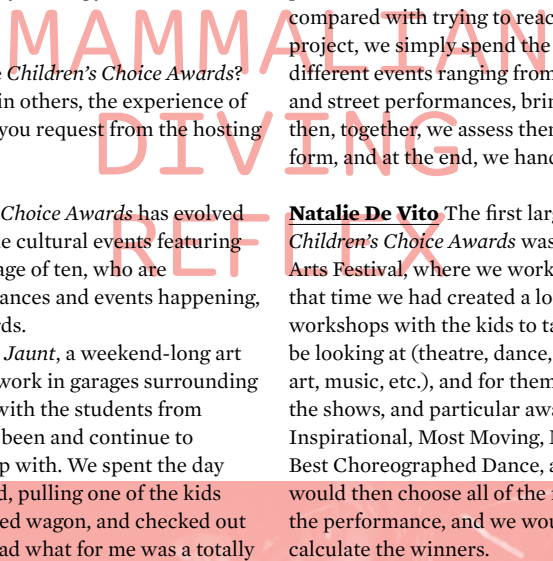 MAMMALIAN
DIVING
REFLEX
Children’s Choice Awards?
in others, the experience of
you request from the hosting
Choice Awards has evolved
e cultural events featuring
age of ten, who are
ances and events happening,
rds.
Jaunt, a weekend-long art
work in garages surrounding
with the students from
been and continue to
p with. We spent the day
d, pulling one of the kids
ed wagon, and checked out
ad what for me was a totally
compared with trying to reac
project, we simply spend the
different events ranging from
and street performances, brin
then, together, we assess then
form, and at the end, we hand
Natalie De Vito The first larg
Children’s Choice Awards was
Arts Festival, where we work
that time we had created a lo
workshops with the kids to ta
be looking at (theatre, dance,
art, music, etc.), and for them
the shows, and particular awa
Inspirational, Most Moving, 
Best Choreographed Dance, a
would then choose all of the
the performance, and we wou
calculate the winners.